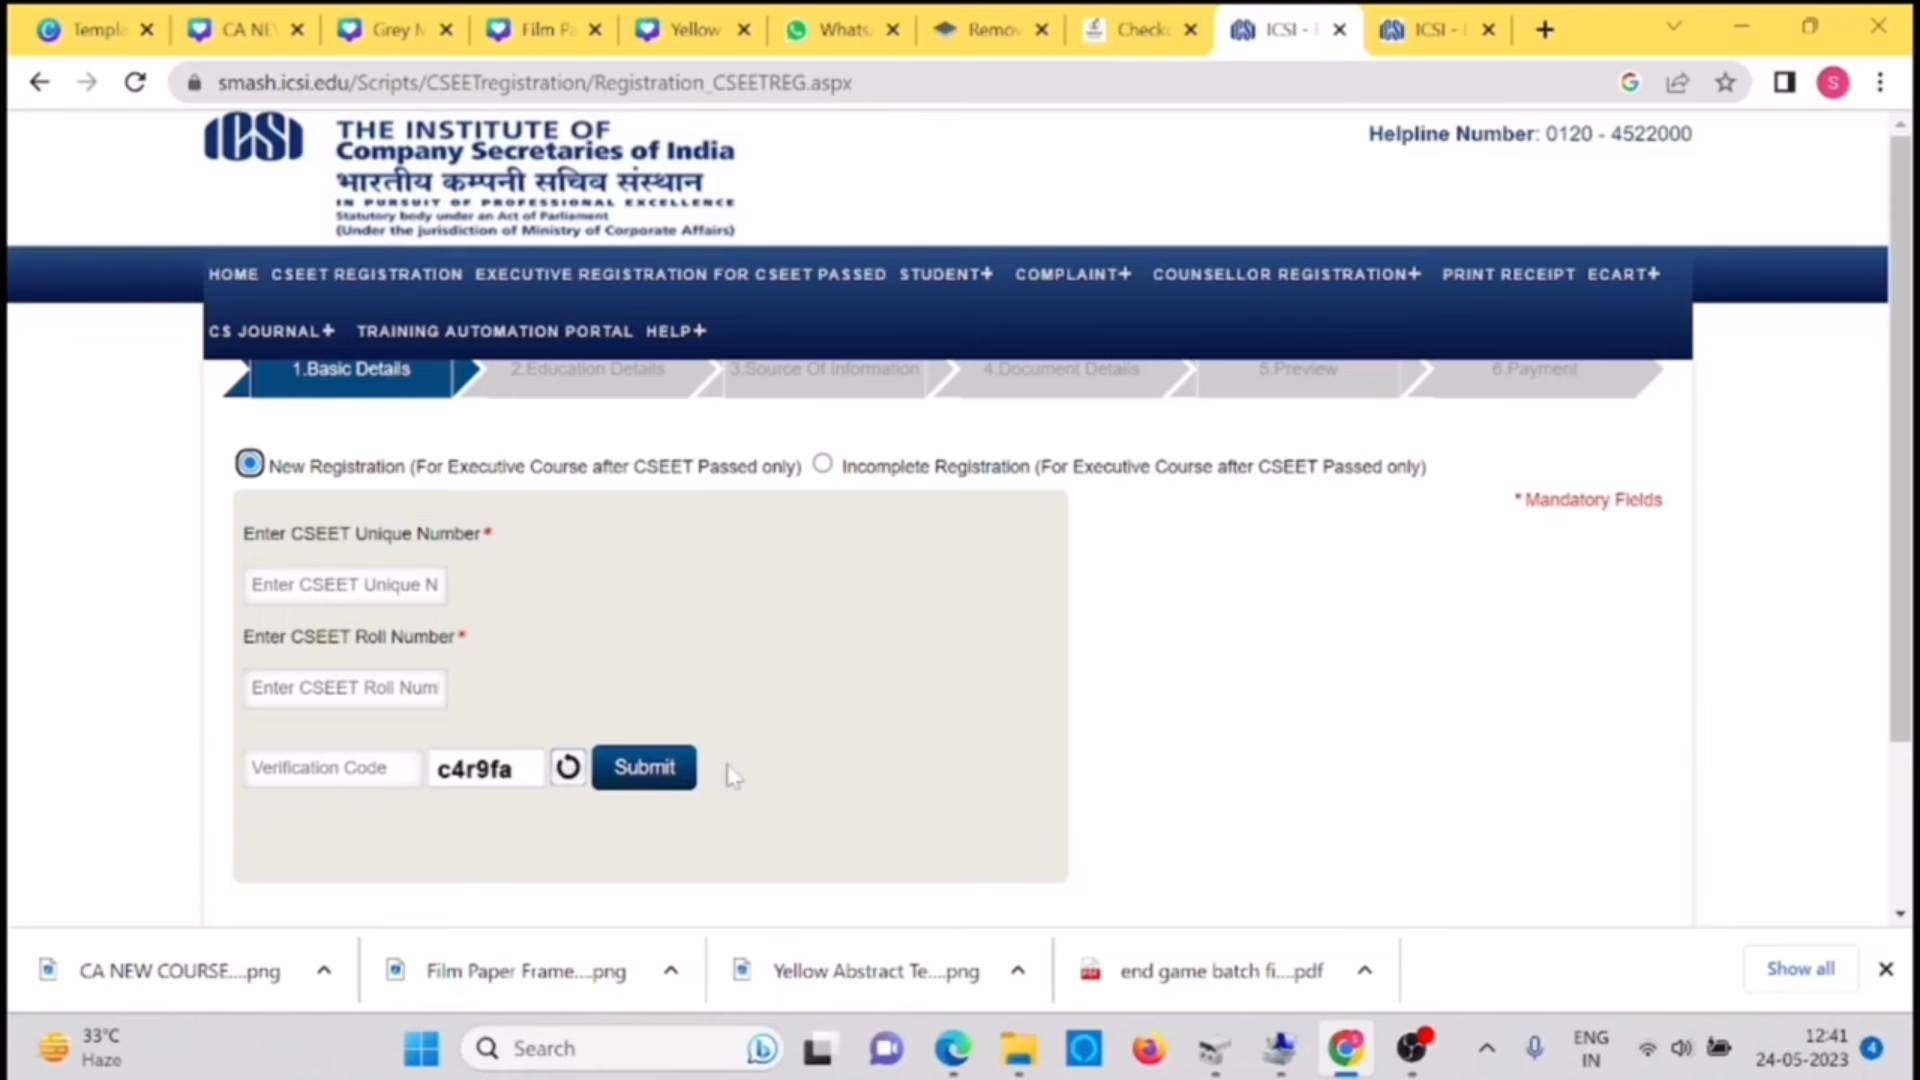 Templ
CA NE
Grey M
Film Pa
Yellow
Whats
Remov
Check
ICSI -
ICSI -
smash.icsi.edu/Scripts/CSEETregistration/Registration_CSEETREG.aspx
S
ICSI
THE INSTITUTE OF
Company Secretaries of India
भारतीय कम्पनी सचिव संस्थान
IN PURSUIT OF PROFESSIONAL EXCELLENCE
Statutory body under an Act of Parliament
(Under the jurisdiction of Ministry of Corporate Affairs)
Helpline Number: 0120 - 4522000
HOME CSEET REGISTRATION EXECUTIVE REGISTRATION FOR CSEET PASSED STUDENT+ COMPLAINT+ COUNSELLOR REGISTRATION+ PRINT RECEIPT ECART+
CS JOURNAL+ TRAINING AUTOMATION PORTAL HELP+
1.Basic Details 2.Education Details 3.Source Of Information 4.Document Details 5.Preview 6.Payment
New Registration (For Executive Course after CSEET Passed only) Incomplete Registration (For Executive Course after CSEET Passed only)
* Mandatory Fields
Enter CSEET Unique Number*
Enter CSEET Unique N
Enter CSEET Roll Number*
Enter CSEET Roll Num
Verification Code c4r9fa Submit
CA NEW COURSE....png Film Paper Frame....png Yellow Abstract Te....png end game batch fi....pdf Show all
33°C
Haze
Search
ENG
IN
12:41
24-05-2023
4